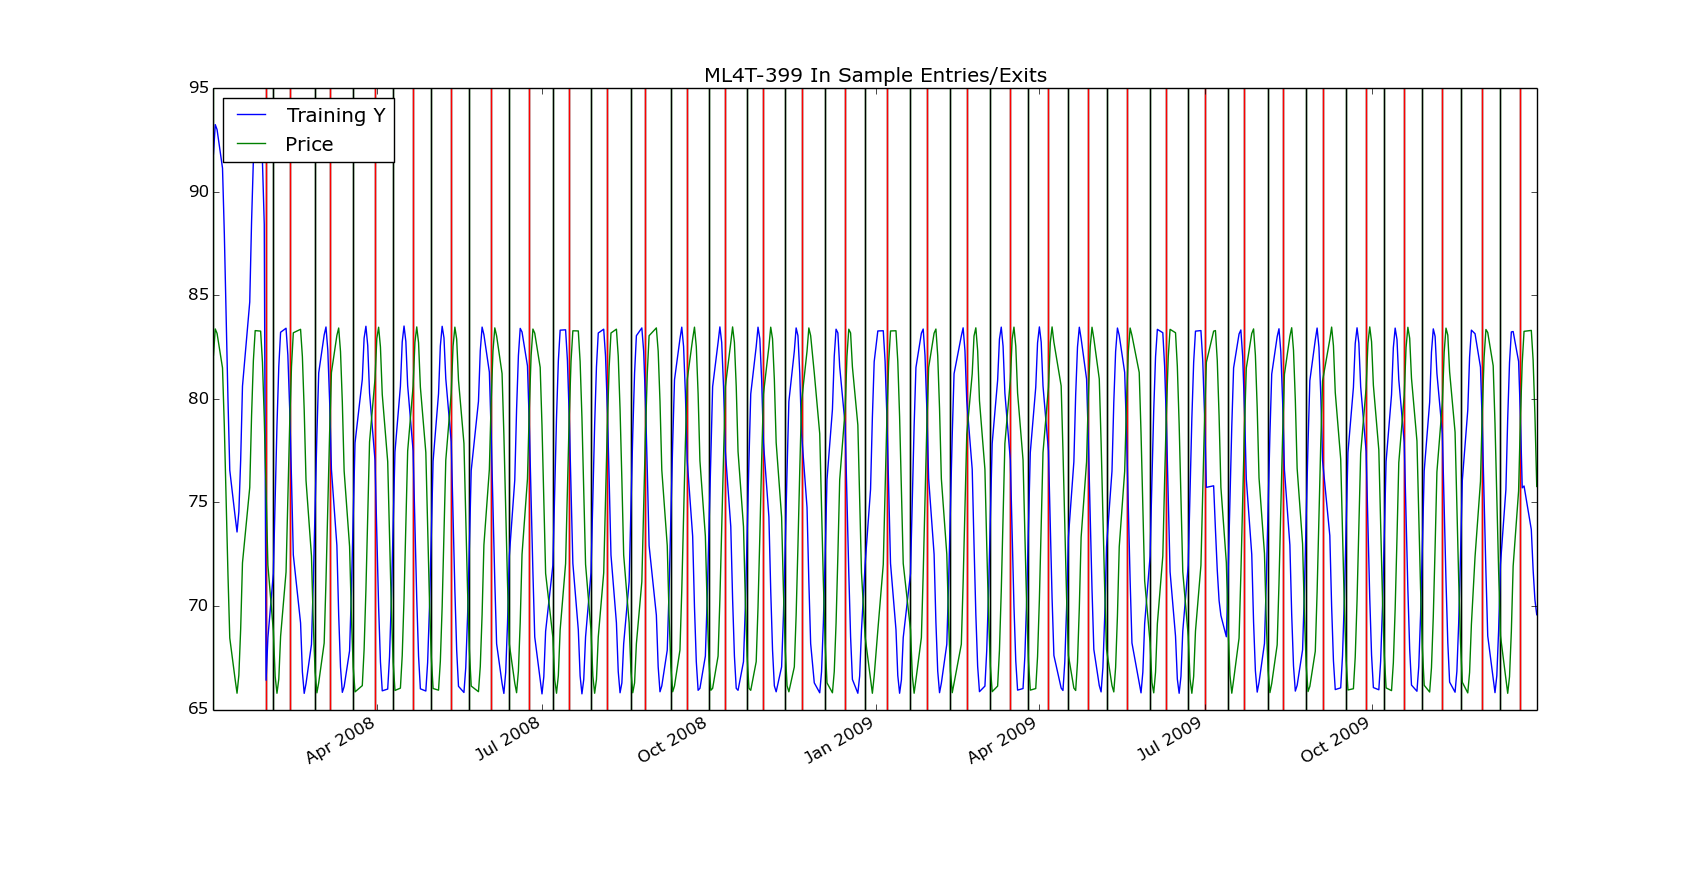 ML4T-399 In Sample Entries/Exits
95
90
85
80
75
70
65
Training Y
Price
Apr 2008
Jul 2008
Oct 2008
Jan 2009
Apr 2009
Jul 2009
Oct 2009